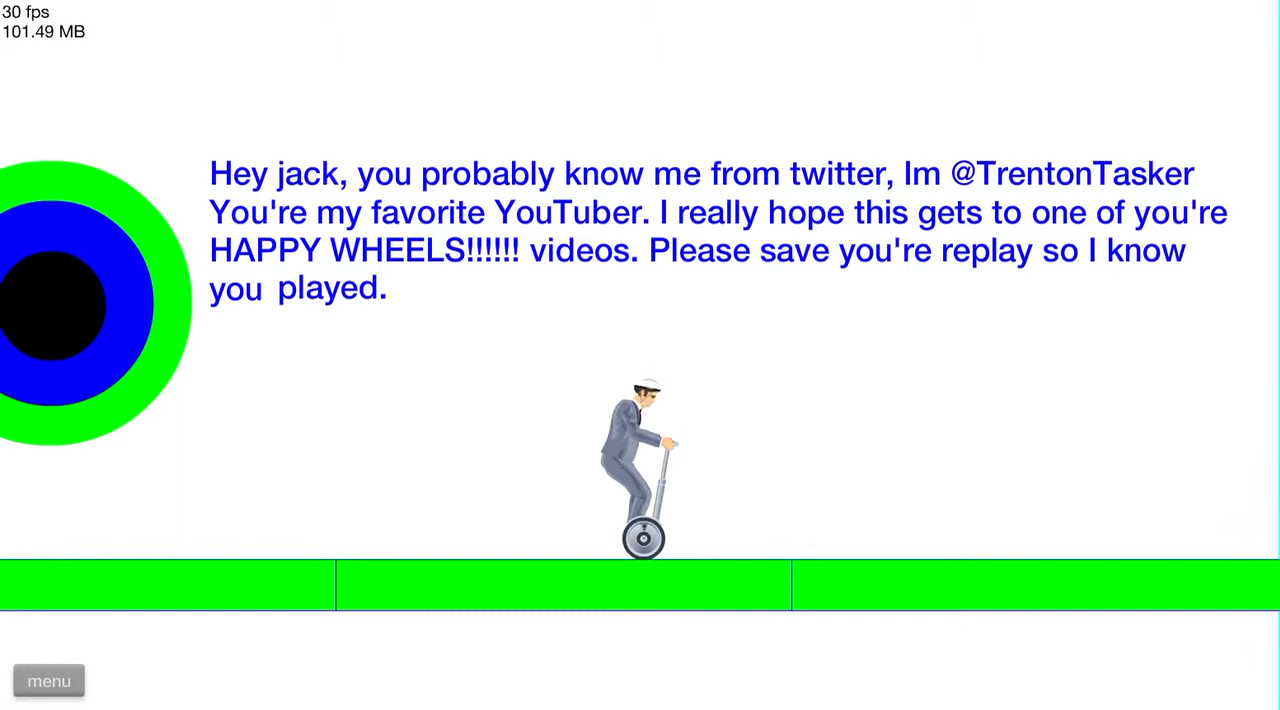 30 fps
101.49 MB
Hey jack, you probably know me from twitter, Im @TrentonTasker
You're my favorite YouTuber. I really hope this gets to one of you're
HAPPY WHEELS!!!!!! videos. Please save you're replay so I know
you played.
menu